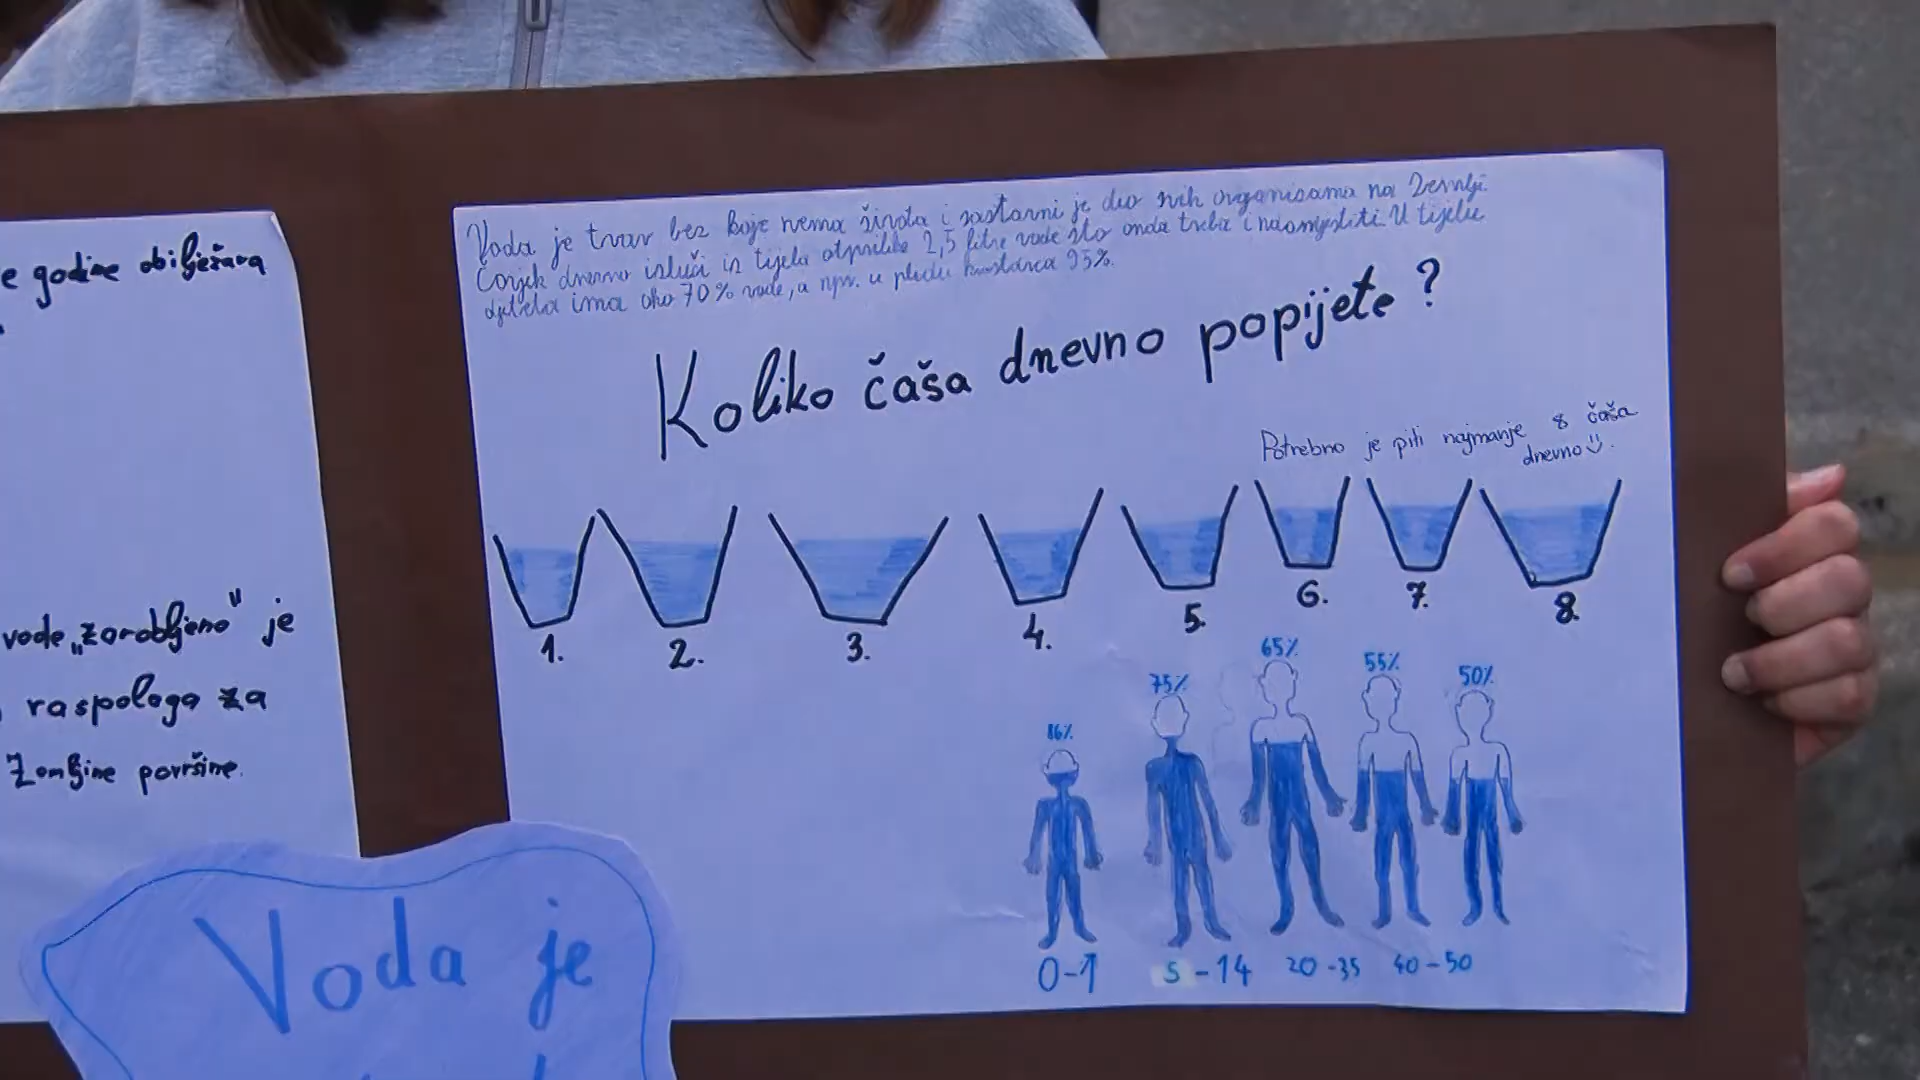 e godine obilježava
vode „zarobljeno" je
raspologa za
Zemljine površine.
Voda je
Voda je tvar bez boje nema života i sastavni je dio svih organizama na Zemlji.
Čovjek dnevno izluči iz tijela otprilike 2,5 litre vode što onda treba i nadomjestiti. U tijelu
djeteta ima oko 70% vode, a npr. u plodu krastavca 95%.
Koliko čaša dnevno popijete?
Potrebno je piti najmanje 8 čaša
dnevno
1. 2. 3. 4. 5. 6. 7. 8.
86% 75% 65% 55% 50%
0-1 5-14 20-35 40-50